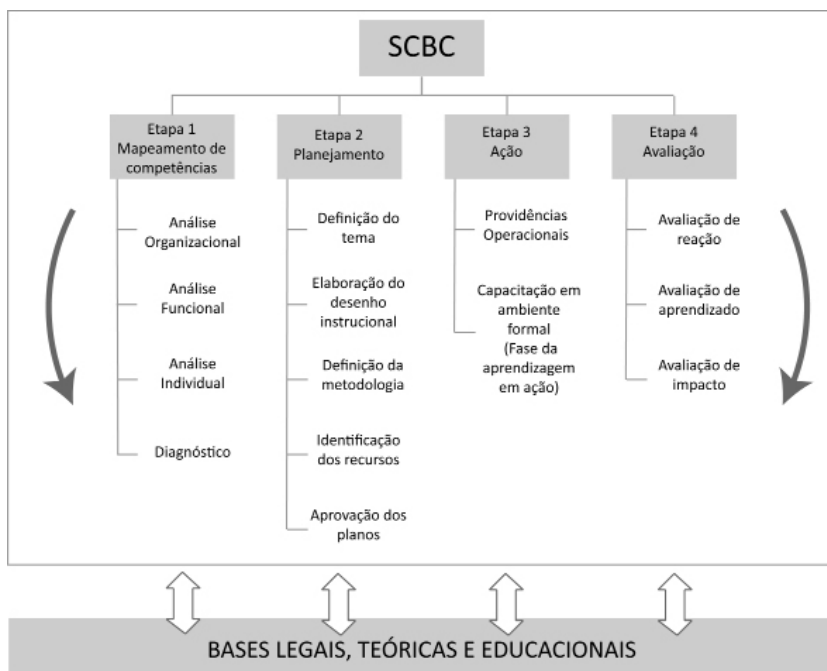 SCBC
Etapa 1
Mapeamento de
competências
Análise
Organizacional
Análise
Funcional
Análise
Individual
Diagnóstico
Etapa 2
Planejamento
Definição do
tema
Elaboração do
desenho
instrucional
Definição da
metodologia
Identificação
dos recursos
Aprovação dos
planos
Etapa 3
Ação
Providências
Operacionais
Capacitação em
ambiente
formal
(Fase da
aprendizagem
em ação)
Etapa 4
Avaliação
Avaliação de
reação
Avaliação de
aprendizado
Avaliação de
impacto
BASES LEGAIS, TEÓRICAS E EDUCACIONAIS